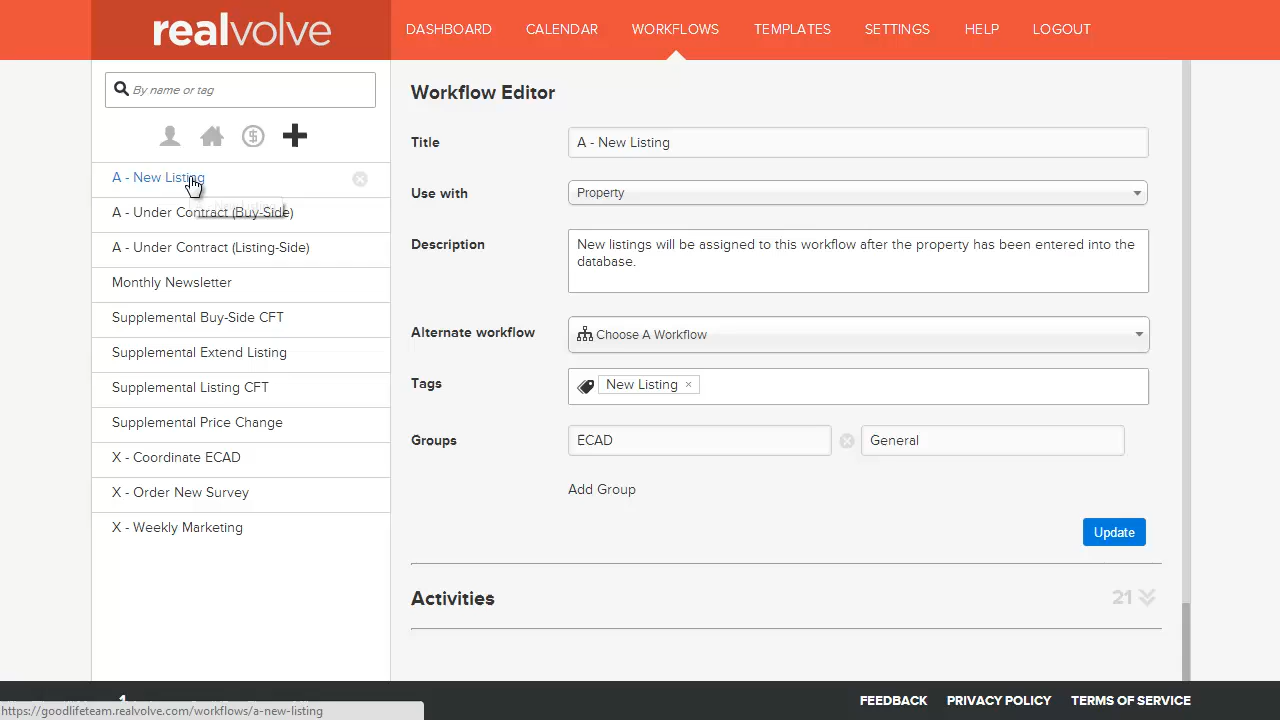 realvolve
DASHBOARD CALENDAR WORKFLOWS TEMPLATES SETTINGS HELP LOGOUT
By name or tag
A - New Listing
A - Under Contract (Buy-Side)
A - Under Contract (Listing-Side)
Monthly Newsletter
Supplemental Buy-Side CFT
Supplemental Extend Listing
Supplemental Listing CFT
Supplemental Price Change
X - Coordinate ECAD
X - Order New Survey
X - Weekly Marketing
Workflow Editor
Title A - New Listing
Use with Property
Description New listings will be assigned to this workflow after the property has been entered into the
database.
Alternate workflow Choose A Workflow
Tags New Listing ×
Groups ECAD General
Add Group
Update
Activities 21
FEEDBACK PRIVACY POLICY TERMS OF SERVICE
https://goodlifeteam.realvolve.com/workflows/a-new-listing